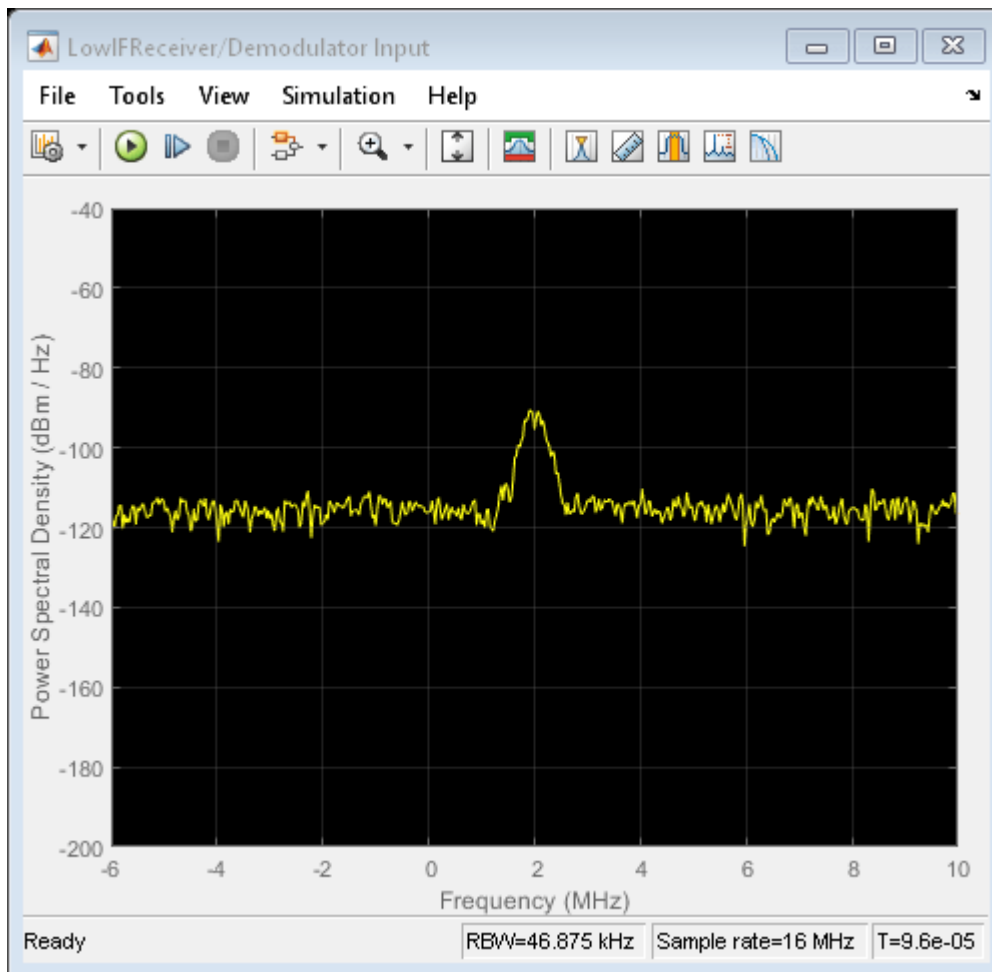 LowIFReceiver/Demodulator Input
File Tools View Simulation Help
-40
-60
-80
-100
-120
-140
-160
-180
-200
Power Spectral Density (dBm / Hz)
-6 -4 -2 0 2 4 6 8 10
Frequency (MHz)
Ready RBW=46.875 kHz Sample rate=16 MHz T=9.6e-05